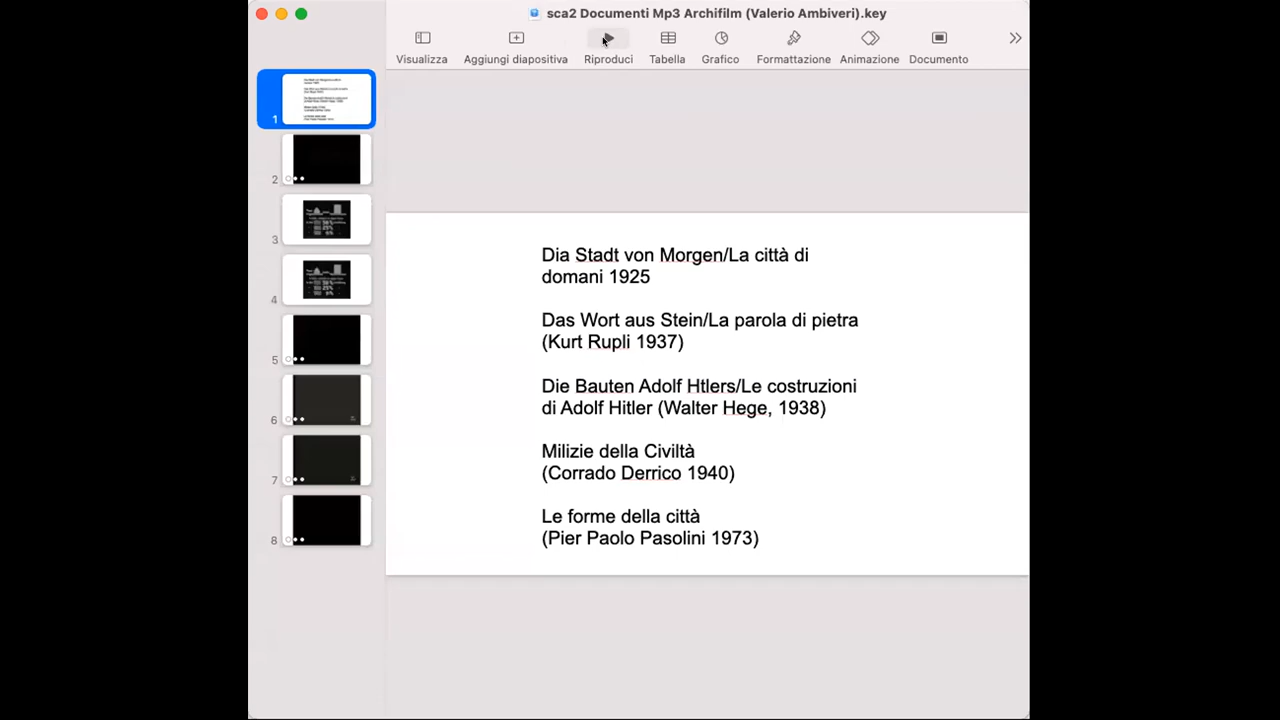 sca2 Documenti Mp3 Archifilm (Valerio Ambiveri).key
Visualizza Aggiungi diapositiva Riproduci Tabella Grafico Formattazione Animazione Documento
1
2
3
4
5
6
7
8
Dia Stadt von Morgen/La città di
domani 1925
Das Wort aus Stein/La parola di pietra
(Kurt Rupli 1937)
Die Bauten Adolf Htlers/Le costruzioni
di Adolf Hitler (Walter Hege, 1938)
Milizie della Civiltà
(Corrado Derrico 1940)
Le forme della città
(Pier Paolo Pasolini 1973)